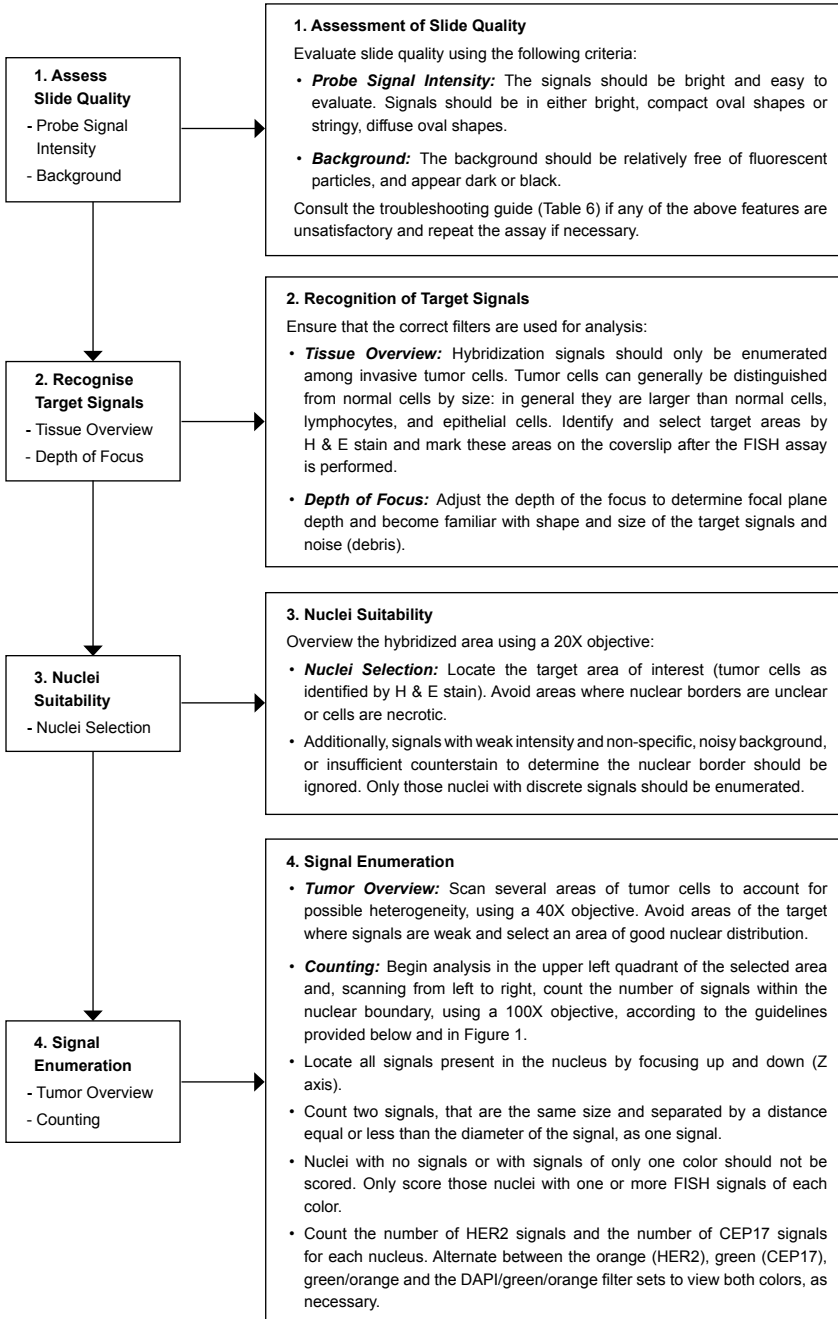 1. Assess
Slide Quality
- Probe Signal
Intensity
- Background
1. Assessment of Slide Quality
Evaluate slide quality using the following criteria:
• Probe Signal Intensity: The signals should be bright and easy to
evaluate. Signals should be in either bright, compact oval shapes or
stringy, diffuse oval shapes.
• Background: The background should be relatively free of fluorescent
particles, and appear dark or black.
Consult the troubleshooting guide (Table 6) if any of the above features are
unsatisfactory and repeat the assay if necessary.
2. Recognise
Target Signals
- Tissue Overview
- Depth of Focus
2. Recognition of Target Signals
Ensure that the correct filters are used for analysis:
• Tissue Overview: Hybridization signals should only be enumerated
among invasive tumor cells. Tumor cells can generally be distinguished
from normal cells by size: in general they are larger than normal cells,
lymphocytes, and epithelial cells. Identify and select target areas by
H & E stain and mark these areas on the coverslip after the FISH assay
is performed.
• Depth of Focus: Adjust the depth of the focus to determine focal plane
depth and become familiar with shape and size of the target signals and
noise (debris).
3. Nuclei
Suitability
- Nuclei Selection
3. Nuclei Suitability
Overview the hybridized area using a 20X objective:
• Nuclei Selection: Locate the target area of interest (tumor cells as
identified by H & E stain). Avoid areas where nuclear borders are unclear
or cells are necrotic.
• Additionally, signals with weak intensity and non-specific, noisy background,
or insufficient counterstain to determine the nuclear border should be
ignored. Only those nuclei with discrete signals should be enumerated.
4. Signal
Enumeration
- Tumor Overview
- Counting
4. Signal Enumeration
• Tumor Overview: Scan several areas of tumor cells to account for
possible heterogeneity, using a 40X objective. Avoid areas of the target
where signals are weak and select an area of good nuclear distribution.
• Counting: Begin analysis in the upper left quadrant of the selected area
and, scanning from left to right, count the number of signals within the
nuclear boundary, using a 100X objective, according to the guidelines
provided below and in Figure 1.
• Locate all signals present in the nucleus by focusing up and down (Z
axis).
• Count two signals, that are the same size and separated by a distance
equal or less than the diameter of the signal, as one signal.
• Nuclei with no signals or with signals of only one color should not be
scored. Only score those nuclei with one or more FISH signals of each
color.
• Count the number of HER2 signals and the number of CEP17 signals
for each nucleus. Alternate between the orange (HER2), green (CEP17),
green/orange and the DAPI/green/orange filter sets to view both colors, as
necessary.